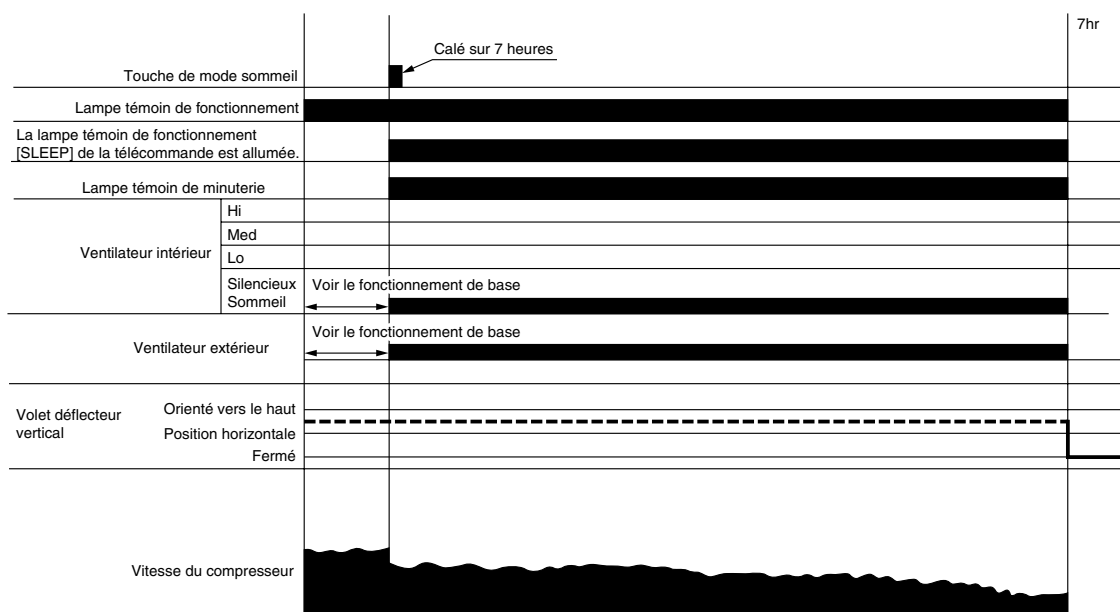 7hr
Calé sur 7 heures
Touche de mode sommeil
Lampe témoin de fonctionnement
La lampe témoin de fonctionnement
[SLEEP] de la télécommande est allumée.
Lampe témoin de minuterie
Hi
Med
Ventilateur intérieur
Lo
Silencieux
Sommeil
Voir le fonctionnement de base
Voir le fonctionnement de base
Ventilateur extérieur
Volet déflecteur
vertical
Orienté vers le haut
Position horizontale
Fermé
Vitesse du compresseur